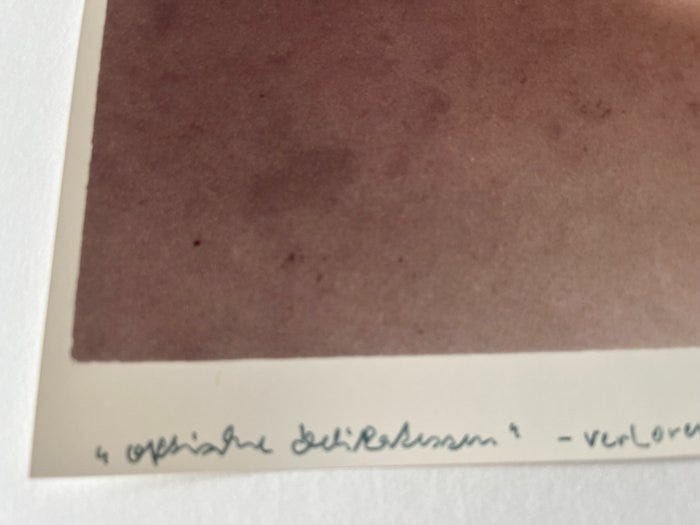 "optische Delikatessen" - verloren